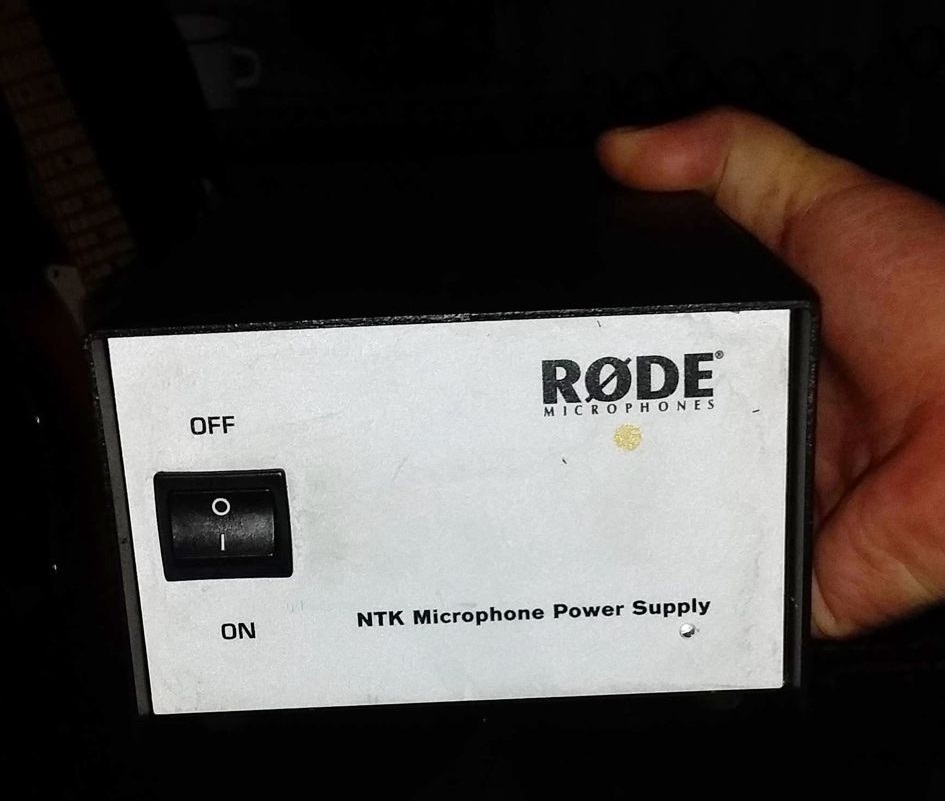 RØDE®
MICROPHONES
OFF
O
I
ON
NTK Microphone Power Supply